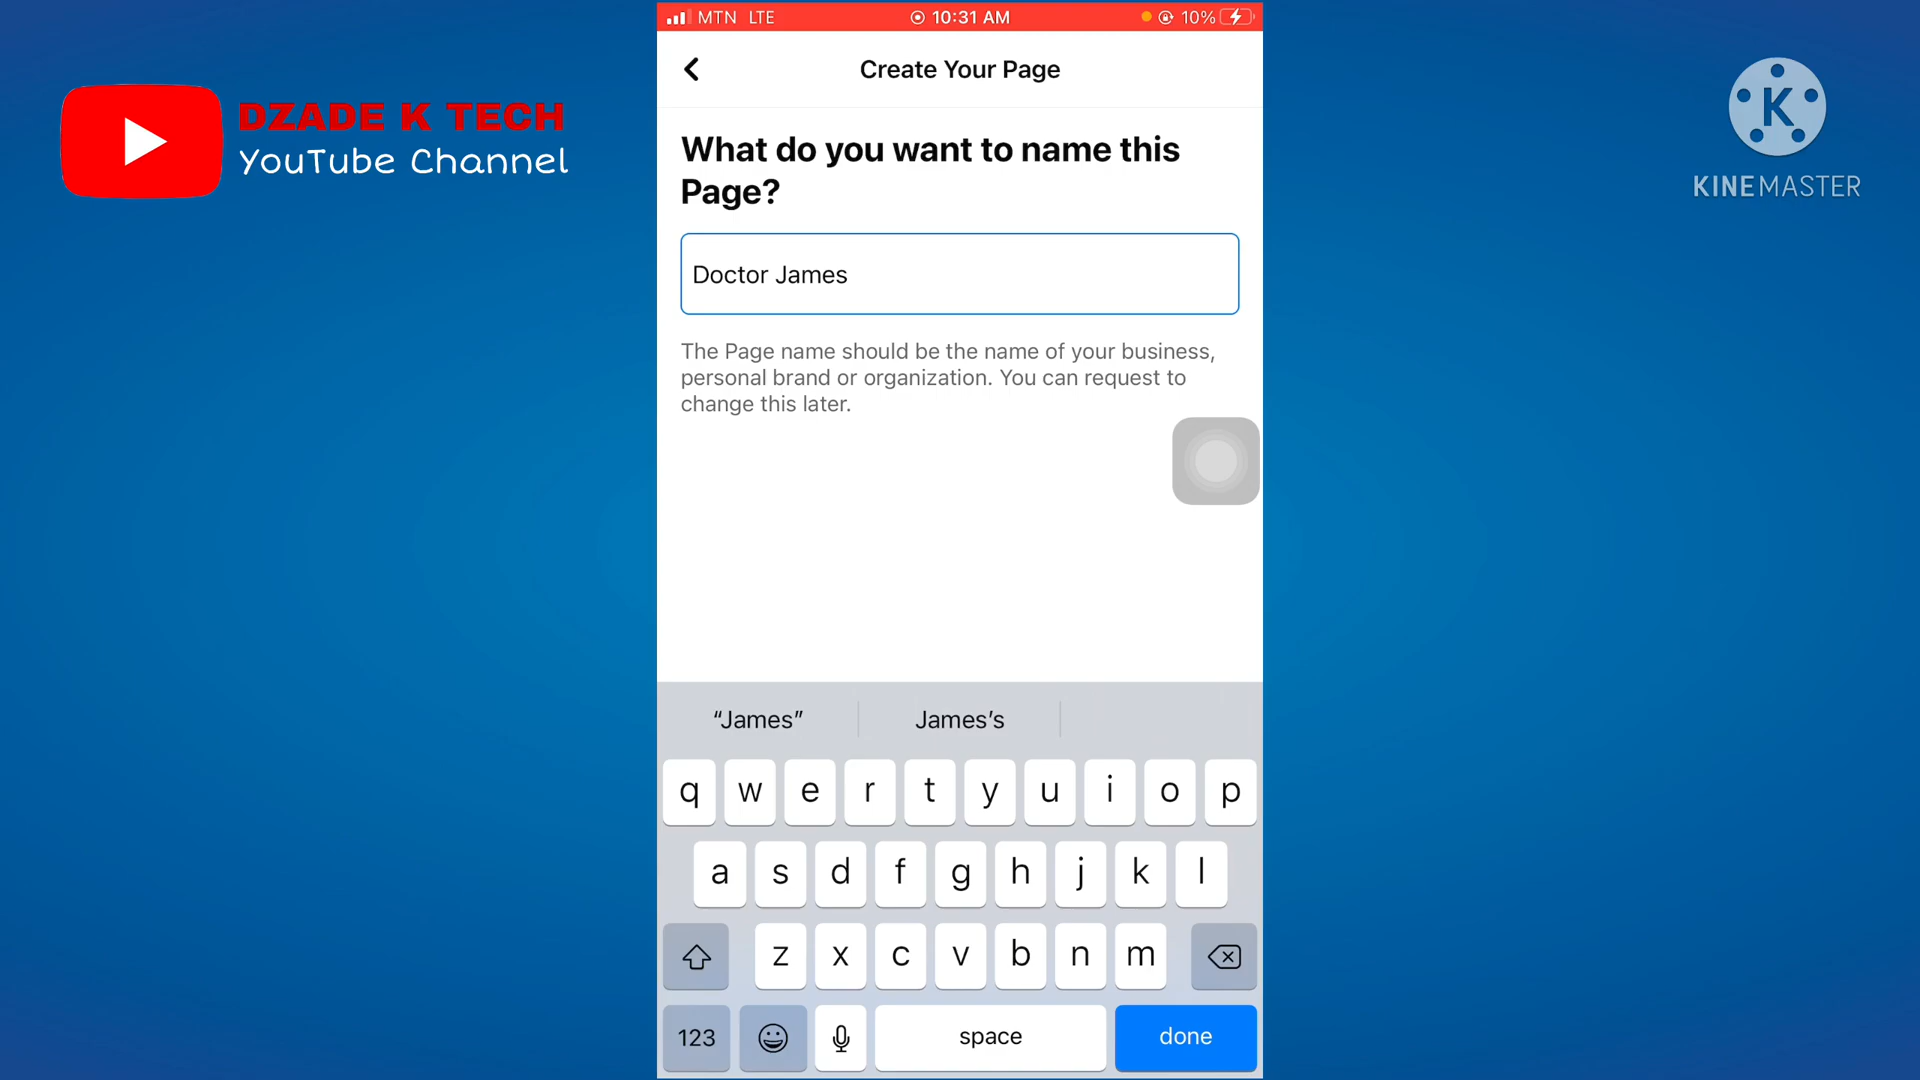 MTN LTE 10:31 AM 10%
Create Your Page
DZADE K TECH
YouTube Channel
K
KINEMASTER
What do you want to name this
Page?
Doctor James
The Page name should be the name of your business,
personal brand or organization. You can request to
change this later.
“James” James’s
q w e r t y u i o p
a s d f g h j k l
z x c v b n m
123 space done